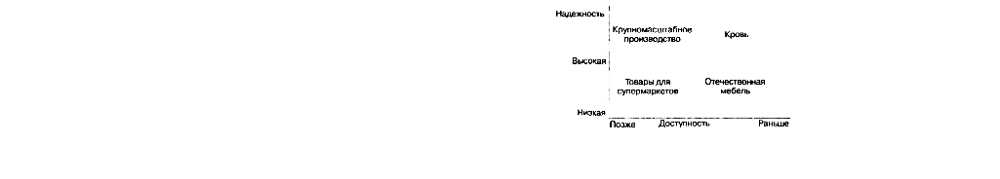 Надежность
Крупномасштабное
производство
Кровь
Высокая
Товары для
супермаркетов
Отечественная
мебель
Низкая
Позже
Доступность
Раньше